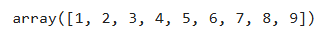 array([1, 2, 3, 4, 5, 6, 7, 8, 9])